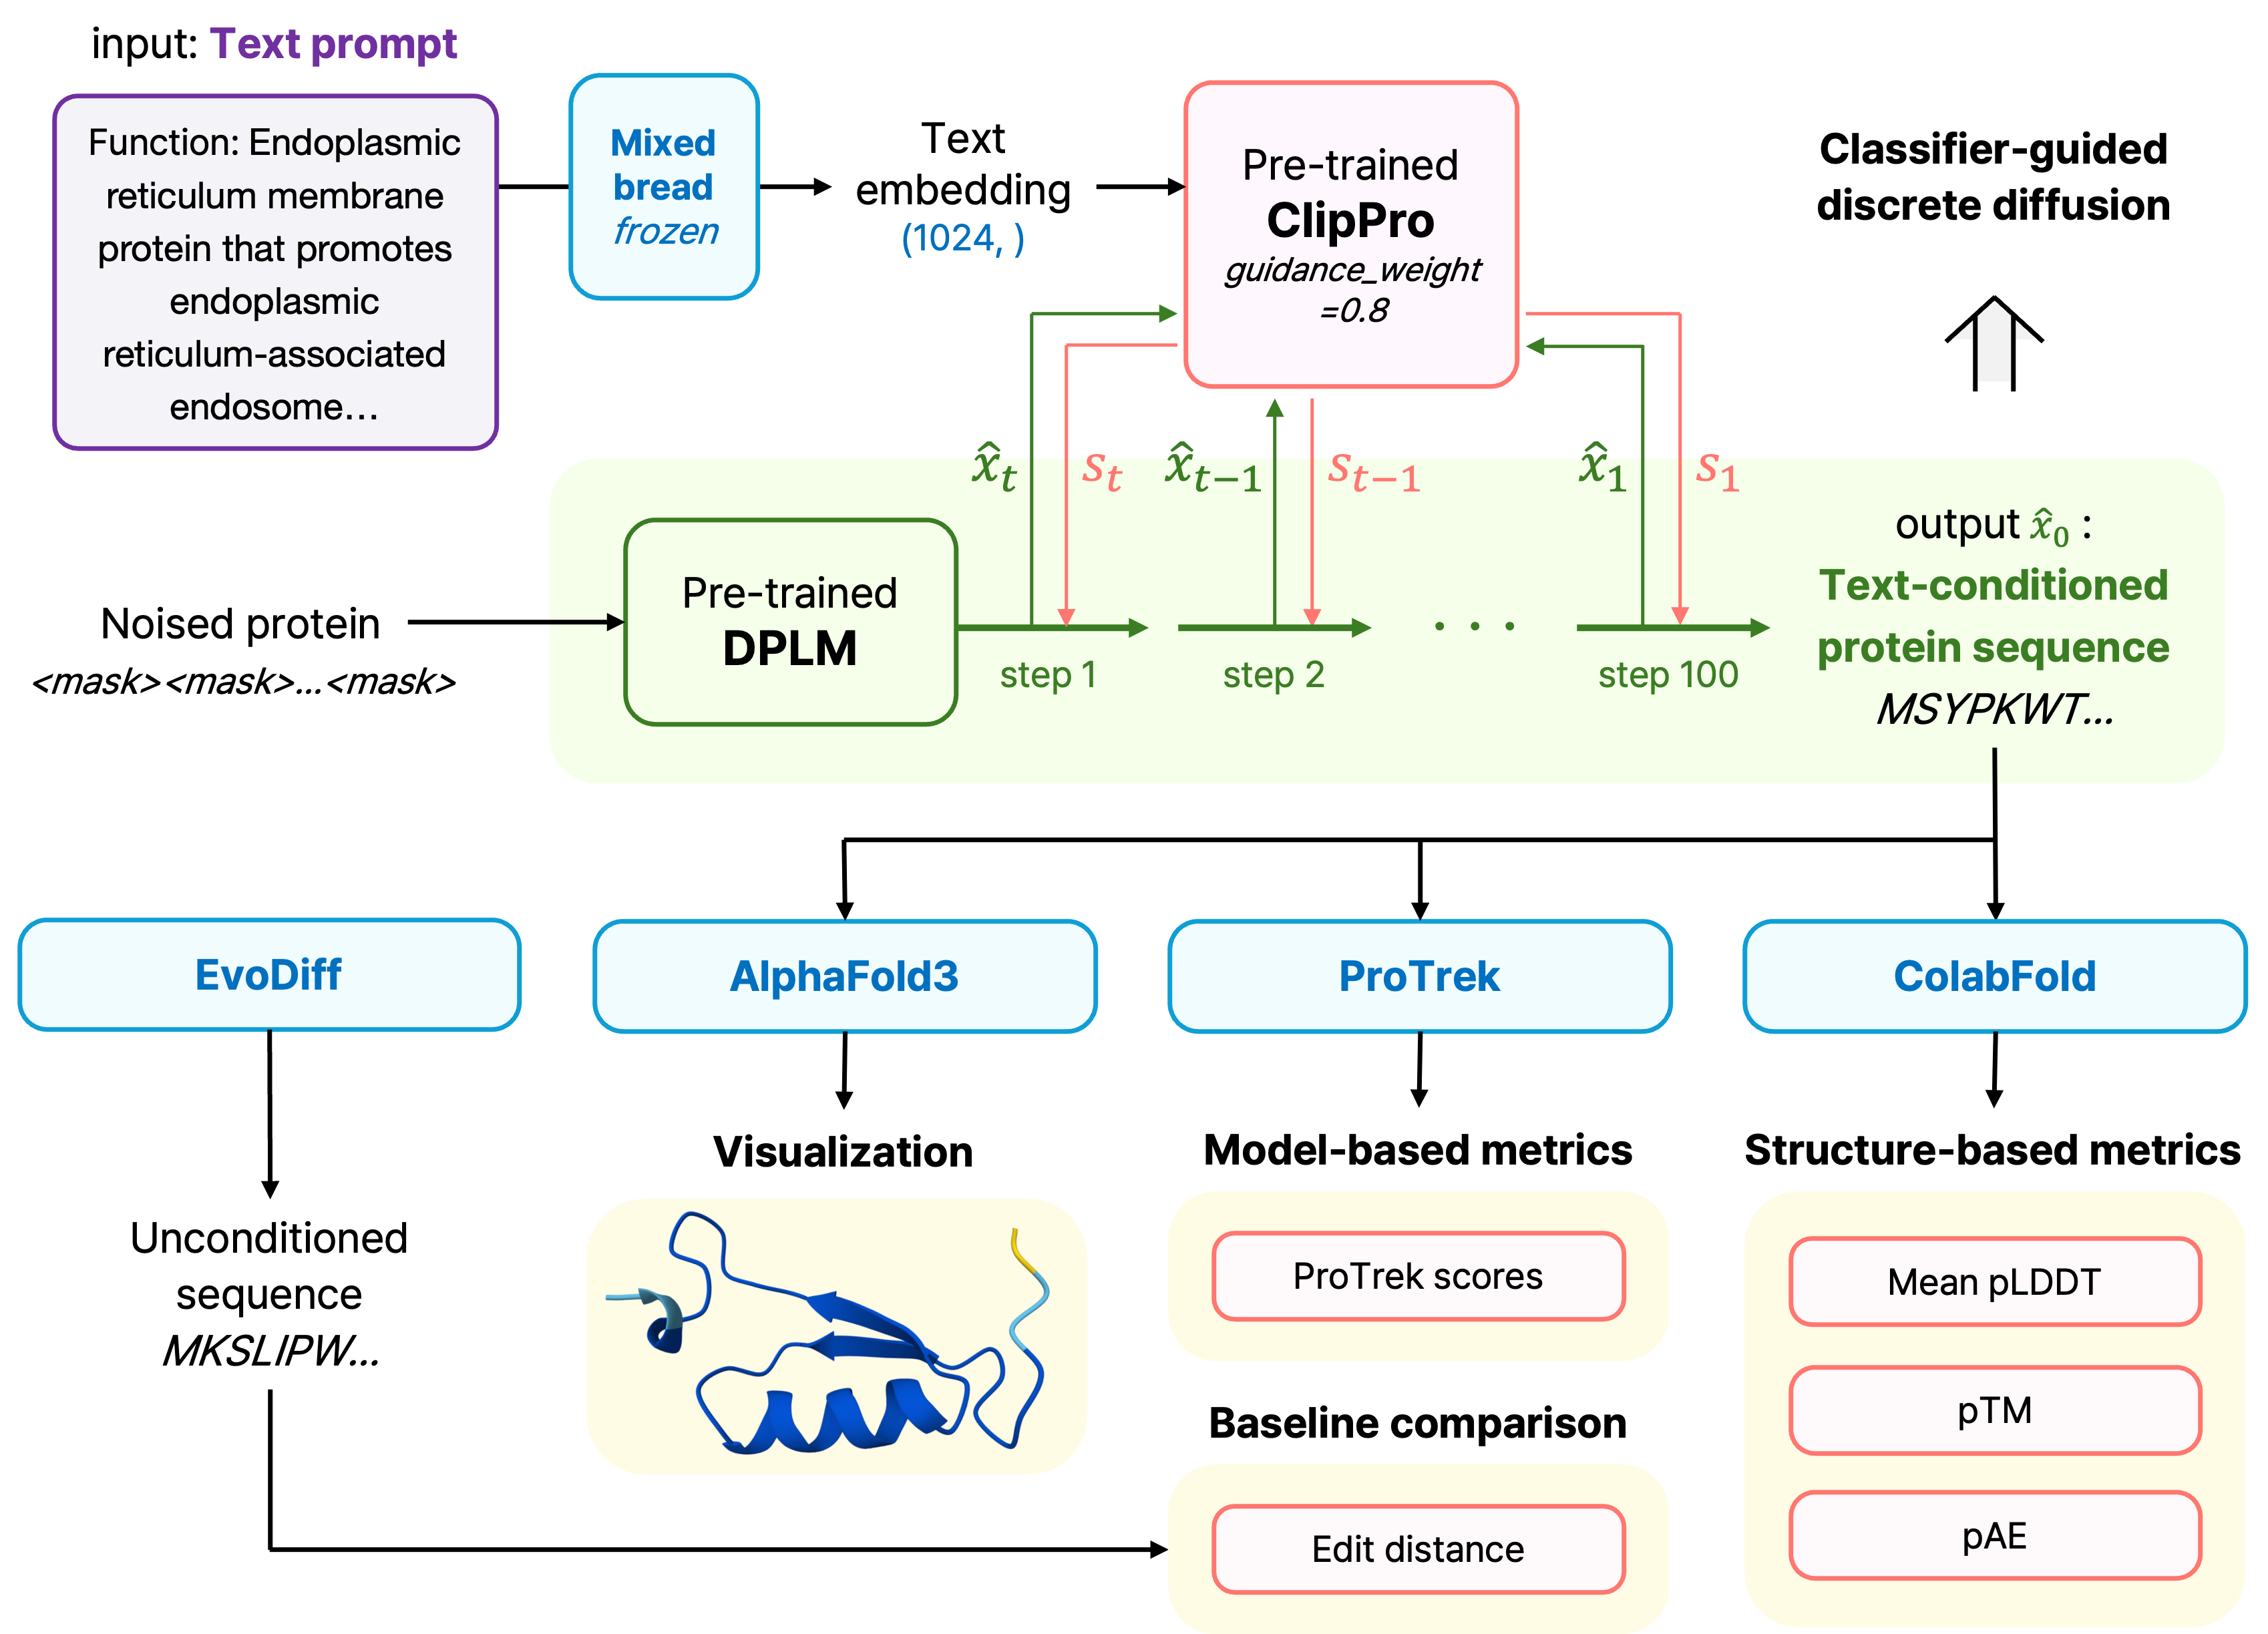 input: Text prompt
Function: Endoplasmic
reticulum membrane
protein that promotes
endoplasmic
reticulum-associated
endosome...
Mixed
bread
frozen
Text
embedding
(1024, )
Pre-trained
ClipPro
guidance_weight
=0.8
Classifier-guided
discrete diffusion
x̂_t
s_t
x̂_{t−1}
s_{t−1}
x̂_1
s_1
Noised protein
<mask><mask>...<mask>
Pre-trained
DPLM
step 1
step 2
. . .
step 100
output x̂_0 :
Text-conditioned
protein sequence
MSYPKWT...
EvoDiff
AlphaFold3
ProTrek
ColabFold
Unconditioned
sequence
MKSLIPW...
Visualization
Model-based metrics
ProTrek scores
Baseline comparison
Edit distance
Structure-based metrics
Mean pLDDT
pTM
pAE